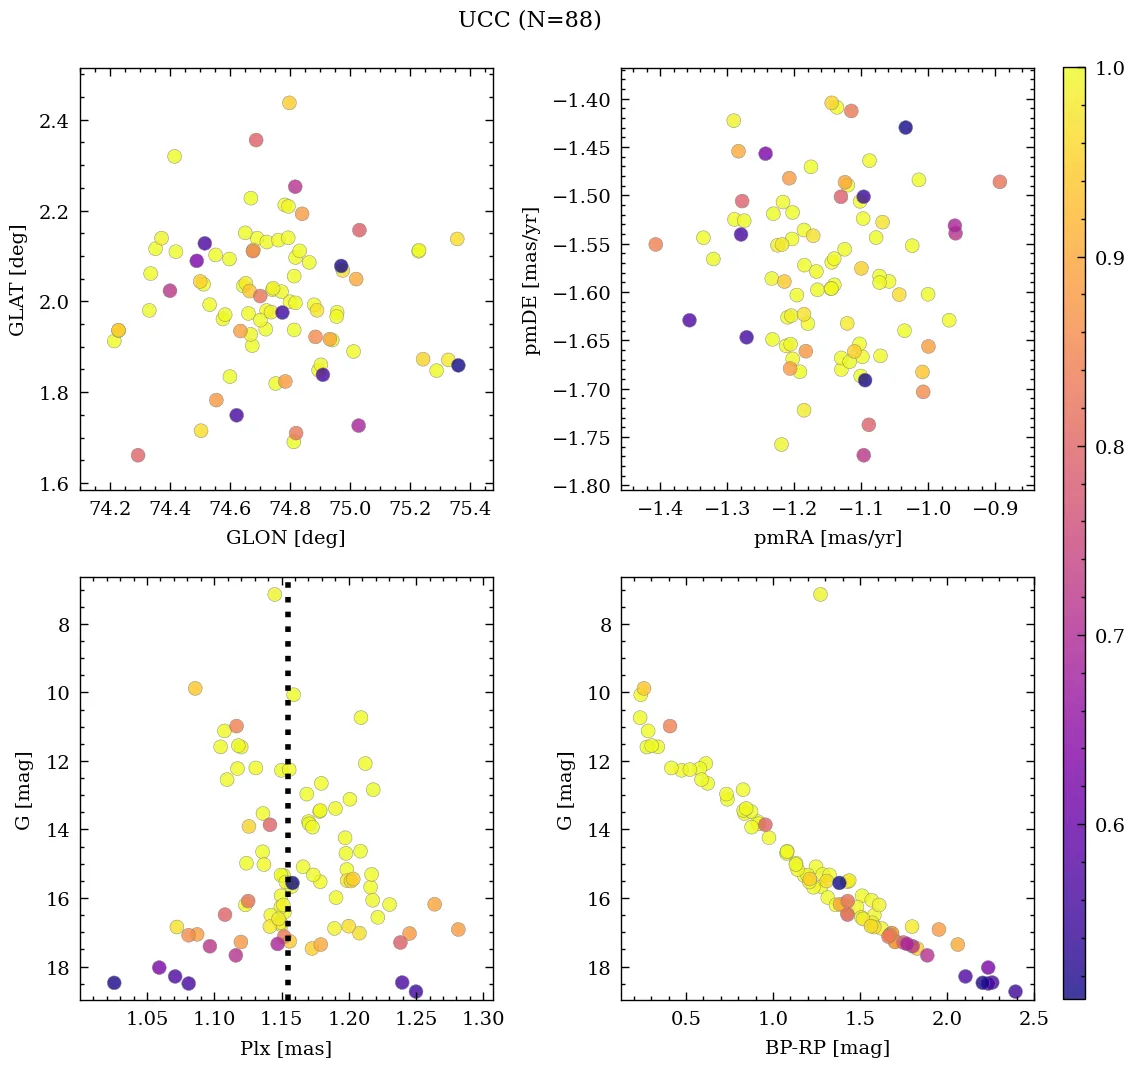 UCC (N=88)
2.4
2.2
2.0
1.8
1.6
74.2 74.4 74.6 74.8 75.0 75.2 75.4
GLON [deg]
GLAT [deg]
−1.40
−1.45
−1.50
−1.55
−1.60
−1.65
−1.70
−1.75
−1.80
−1.4 −1.3 −1.2 −1.1 −1.0 −0.9
pmRA [mas/yr]
pmDE [mas/yr]
1.0
0.9
0.8
0.7
0.6
8
10
12
14
16
18
1.05 1.10 1.15 1.20 1.25 1.30
Plx [mas]
G [mag]
8
10
12
14
16
18
0.5 1.0 1.5 2.0 2.5
BP-RP [mag]
G [mag]